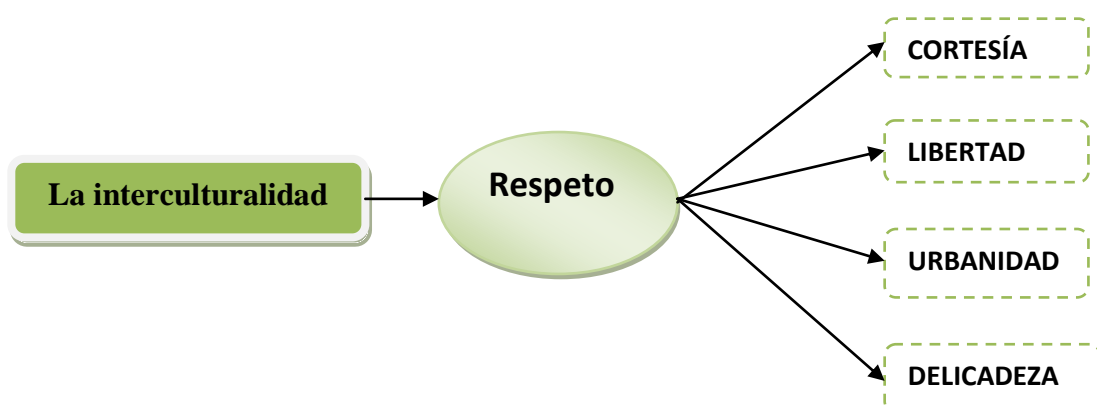 La interculturalidad
Respeto
CORTESÍA
LIBERTAD
URBANIDAD
DELICADEZA